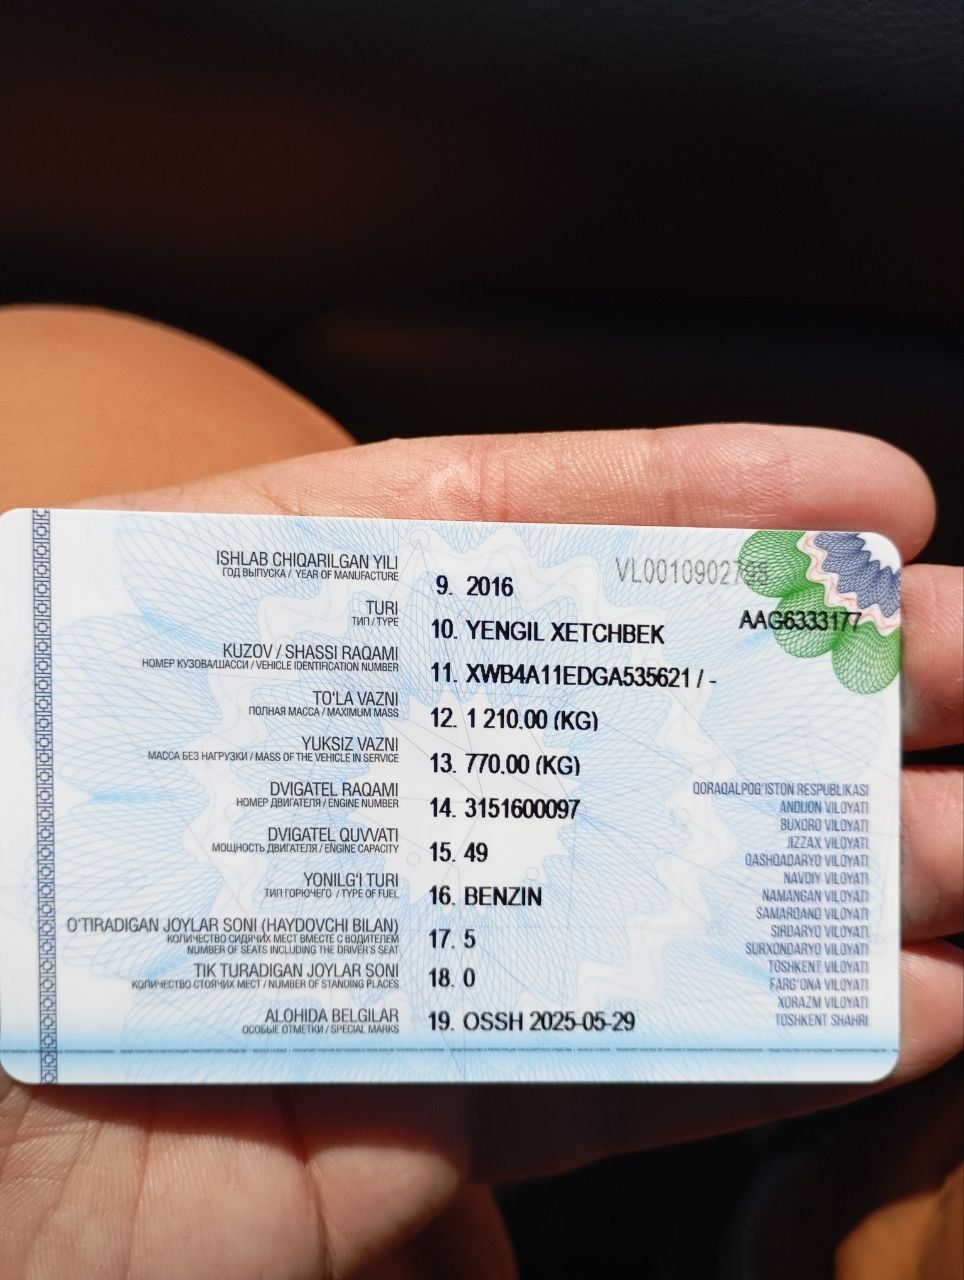 ISHLAB CHIQARILGAN YILI
ГОД ВЫПУСКА / YEAR OF MANUFACTURE
9. 2016
TURI
ТИП / TYPE
10. YENGIL XETCHBEK
KUZOV / SHASSI RAQAMI
НОМЕР КУЗОВА/ШАССИ / VEHICLE IDENTIFICATION NUMBER
11. XWB4A11EDGA535621 / -
TO'LA VAZNI
ПОЛНАЯ МАССА / MAXIMUM MASS
12. 1 210.00 (KG)
YUKSIZ VAZNI
МАССА БЕЗ НАГРУЗКИ / MASS OF THE VEHICLE IN SERVICE
13. 770.00 (KG)
DVIGATEL RAQAMI
НОМЕР ДВИГАТЕЛЯ / ENGINE NUMBER
14. 3151600097
DVIGATEL QUVVATI
МОЩНОСТЬ ДВИГАТЕЛЯ / ENGINE CAPACITY
15. 49
YONILG'I TURI
ТИП ГОРЮЧЕГО / TYPE OF FUEL
16. BENZIN
O'TIRADIGAN JOYLAR SONI (HAYDOVCHI BILAN)
КОЛИЧЕСТВО СИДЯЧИХ МЕСТ ВМЕСТЕ С ВОДИТЕЛЕМ
NUMBER OF SEATS INCLUDING THE DRIVER'S SEAT
17. 5
TIK TURADIGAN JOYLAR SONI
КОЛИЧЕСТВО СТОЯЧИХ МЕСТ / NUMBER OF STANDING PLACES
18. 0
ALOHIDA BELGILAR
ОСОБЫЕ ОТМЕТКИ / SPECIAL MARKS
19. OSSH 2025-05-29
AAG6333177
QORAQALPOG'ISTON RESPUBLIKASI
ANDIJON VILOYATI
BUXORO VILOYATI
JIZZAX VILOYATI
QASHQADARYO VILOYATI
NAVOIY VILOYATI
NAMANGAN VILOYATI
SAMARQAND VILOYATI
SIRDARYO VILOYATI
SURXONDARYO VILOYATI
TOSHKENT VILOYATI
FARG'ONA VILOYATI
XORAZM VILOYATI
TOSHKENT SHAHRI